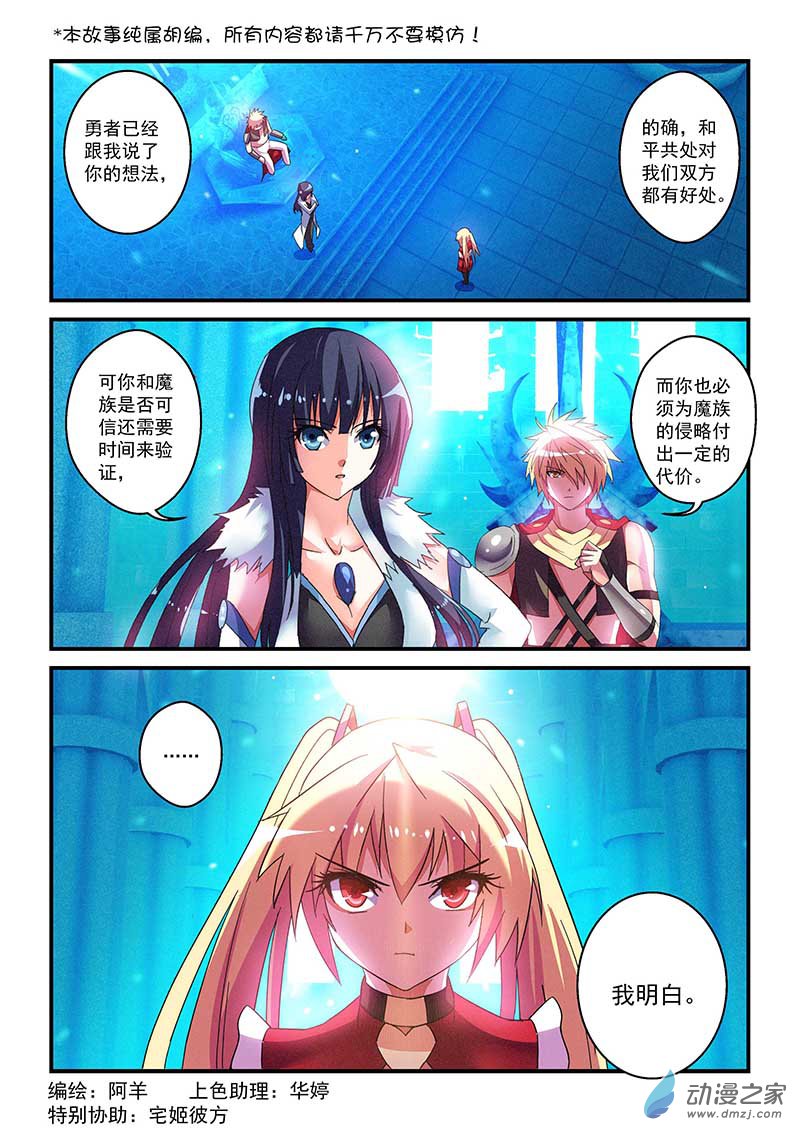 *本故事纯属胡编，所有内容都请千万不要模仿！
勇者已经
跟我说了
你的想法，
的确，和
平共处对
我们双方
都有好处。
可你和魔
族是否可
信还需要
时间来验
证，
而你也必
须为魔族
的侵略付
出一定的
代价。
……
我明白。
编绘：阿羊　　上色助理：华婷
特别协助：宅姬彼方
动漫之家
www.dmzj.com